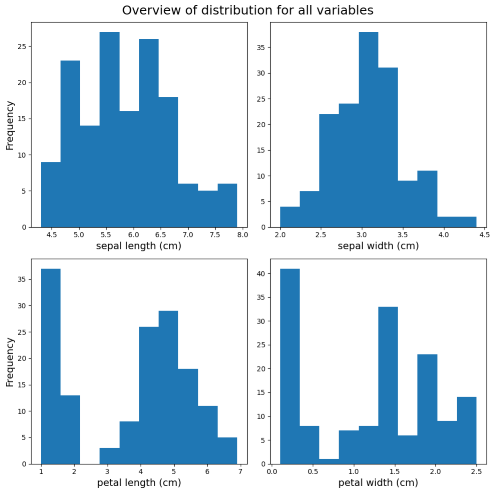 Overview of distribution for all variables
Frequency
0 5 10 15 20 25
4.5 5.0 5.5 6.0 6.5 7.0 7.5 8.0
sepal length (cm)
0 5 10 15 20 25 30 35
2.0 2.5 3.0 3.5 4.0 4.5
sepal width (cm)
Frequency
0 5 10 15 20 25 30 35
1 2 3 4 5 6 7
petal length (cm)
0 5 10 15 20 25 30 35 40
0.0 0.5 1.0 1.5 2.0 2.5
petal width (cm)